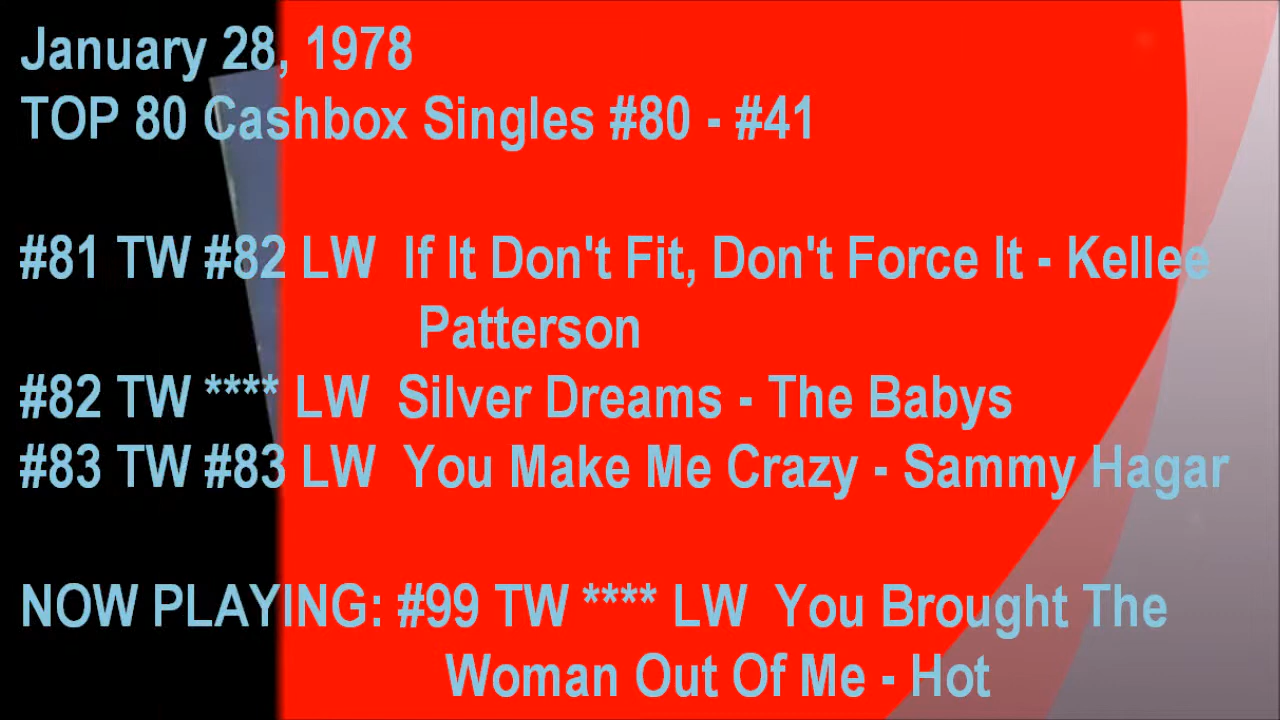 January 28, 1978
TOP 80 Cashbox Singles #80 - #41
#81 TW #82 LW If It Don't Fit, Don't Force It - Kellee
Patterson
#82 TW **** LW Silver Dreams - The Babys
#83 TW #83 LW You Make Me Crazy - Sammy Hagar
NOW PLAYING: #99 TW **** LW You Brought The
Woman Out Of Me - Hot